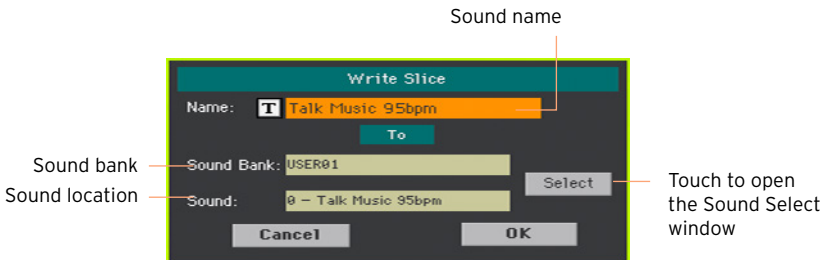 Sound name
Write Slice
Name: T Talk Music 95bpm
To
Sound bank
Sound Bank: USER01
Select
Sound location
Sound: 0 - Talk Music 95bpm
Touch to open
the Sound Select
window
Cancel OK